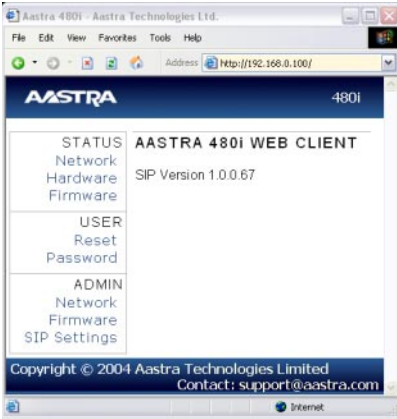 Aastra 480i - Aastra Technologies Ltd.
File Edit View Favorites Tools Help
Address http://192.168.0.100/
AASTRA 480i
STATUS
Network
Hardware
Firmware
USER
Reset
Password
ADMIN
Network
Firmware
SIP Settings
AASTRA 480i WEB CLIENT
SIP Version 1.0.0.67
Copyright © 2004 Aastra Technologies Limited
Contact: support@aastra.com
Internet